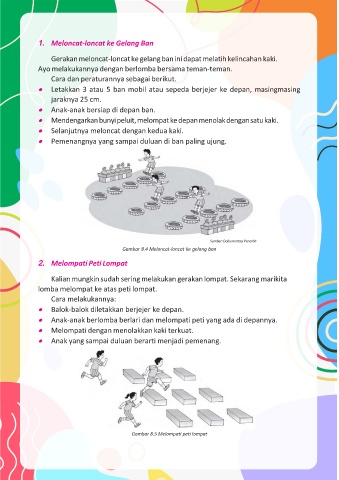 1. Meloncat-loncat ke Gelang Ban
Gerakan meloncat-loncat ke gelang ban ini dapat melatih kelincahan kaki.
Ayo melakukannya dengan berlomba bersama teman-teman.
Cara dan peraturannya sebagai berikut.
● Letakkan 3 atau 5 ban mobil atau sepeda berjejer ke depan, masingmasing
jaraknya 25 cm.
● Anak-anak bersiap di depan ban.
● Mendengarkan bunyi peluit, melompat ke depan menolak dengan satu kaki.
● Selanjutnya meloncat dengan kedua kaki.
● Pemenangnya yang sampai duluan di ban paling ujung.
Sumber: Dokumentasi Penerbit
Gambar 8.4 Meloncat-loncat ke gelang ban
2. Melompati Peti Lompat
Kalian mungkin sudah sering melakukan gerakan lompat. Sekarang marikita
lomba melompat ke atas peti lompat.
Cara melakukannya:
● Balok-balok diletakkan berjejer ke depan.
● Anak-anak berlomba berlari dan melompati peti yang ada di depannya.
● Melompati dengan menolakkan kaki terkuat.
● Anak yang sampai duluan berarti menjadi pemenang.
Gambar 8.5 Melompati peti lompat